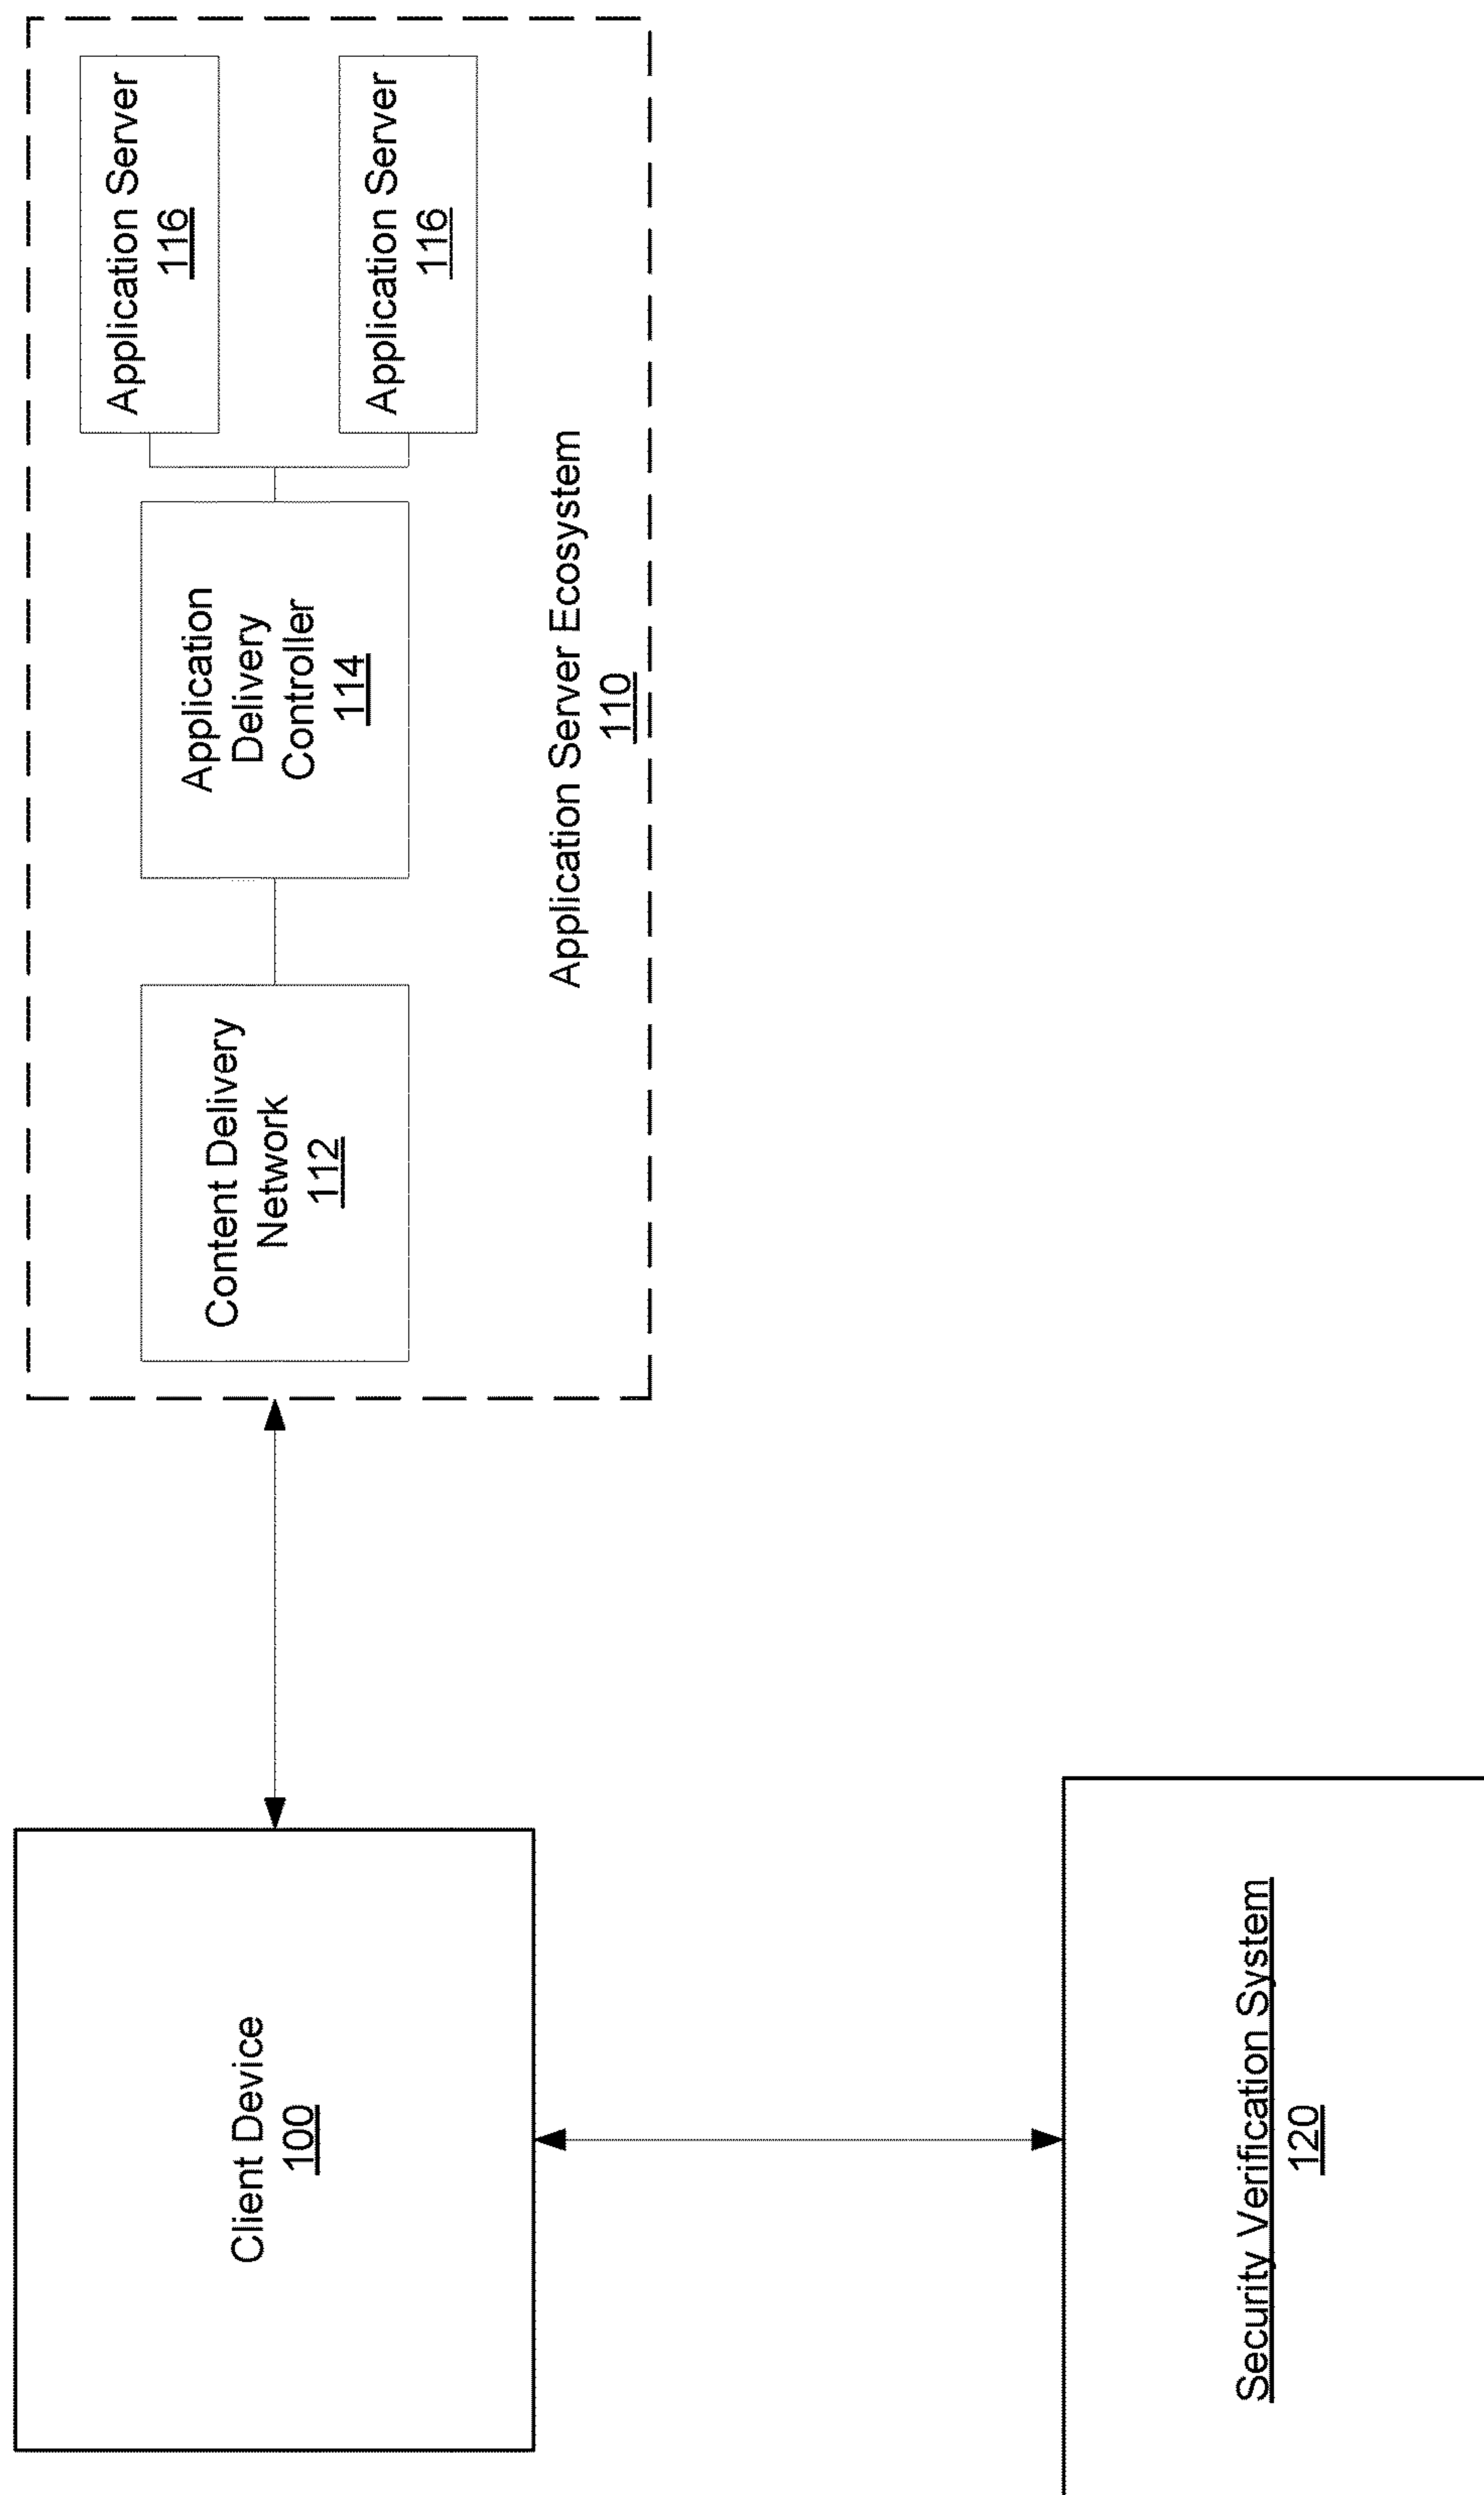 Client Device
100
Content Delivery
Network
112
Application
Delivery
Controller
114
Application Server
116
Application Server
116
Application Server Ecosystem
110
Security Verification System
120